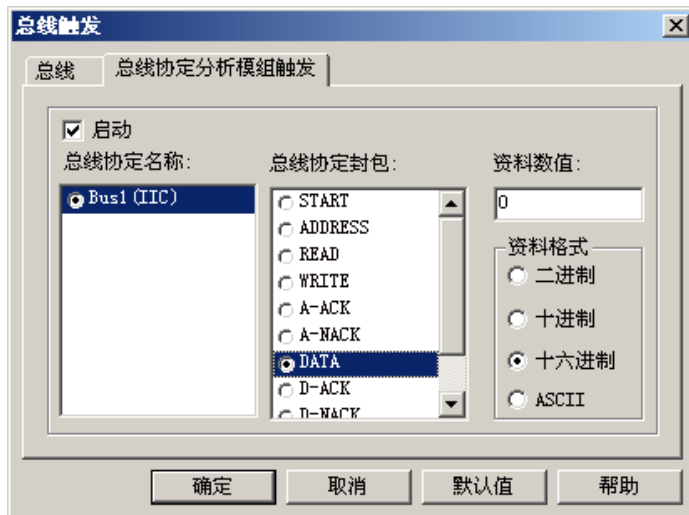 总线触发
总线 总线协定分析模组触发
启动
总线协定名称:
Bus1(IIC)
总线协定封包:
START
ADDRESS
READ
WRITE
A-ACK
A-NACK
DATA
D-ACK
D-NACK
资料数值:
0
资料格式
二进制
十进制
十六进制
ASCII
确定 取消 默认值 帮助